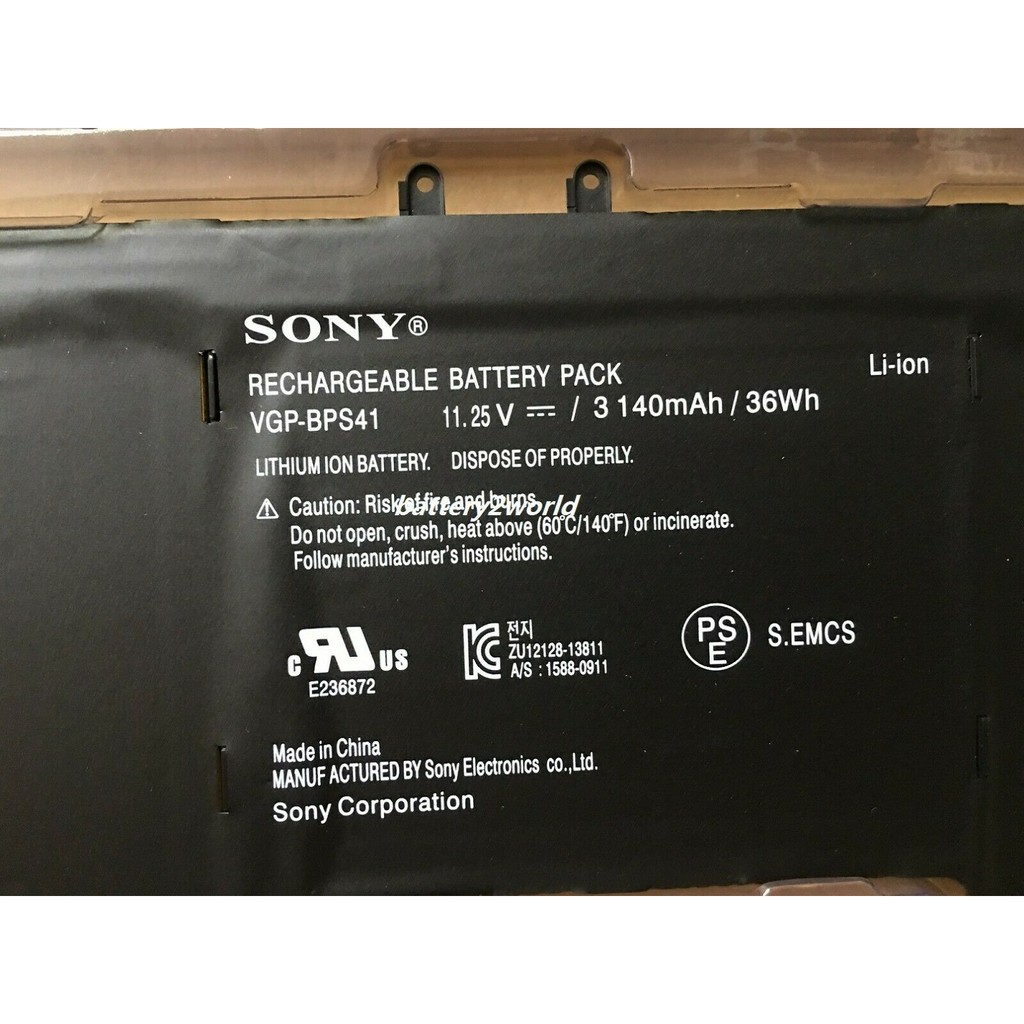 SONY®
RECHARGEABLE BATTERY PACK
Li-ion
VGP-BPS41 11.25 V ⎓ / 3 140mAh / 36Wh
LITHIUM ION BATTERY. DISPOSE OF PROPERLY.
⚠ Caution: Risk of fire and burns.
battery2world
Do not open, crush, heat above (60°C/140°F) or incinerate.
Follow manufacturer's instructions.
c RU US
E236872
KC 전지
ZU12128-13811
A/S : 1588-0911
PS
E
S.EMCS
Made in China
MANUF ACTURED BY Sony Electronics co.,Ltd.
Sony Corporation